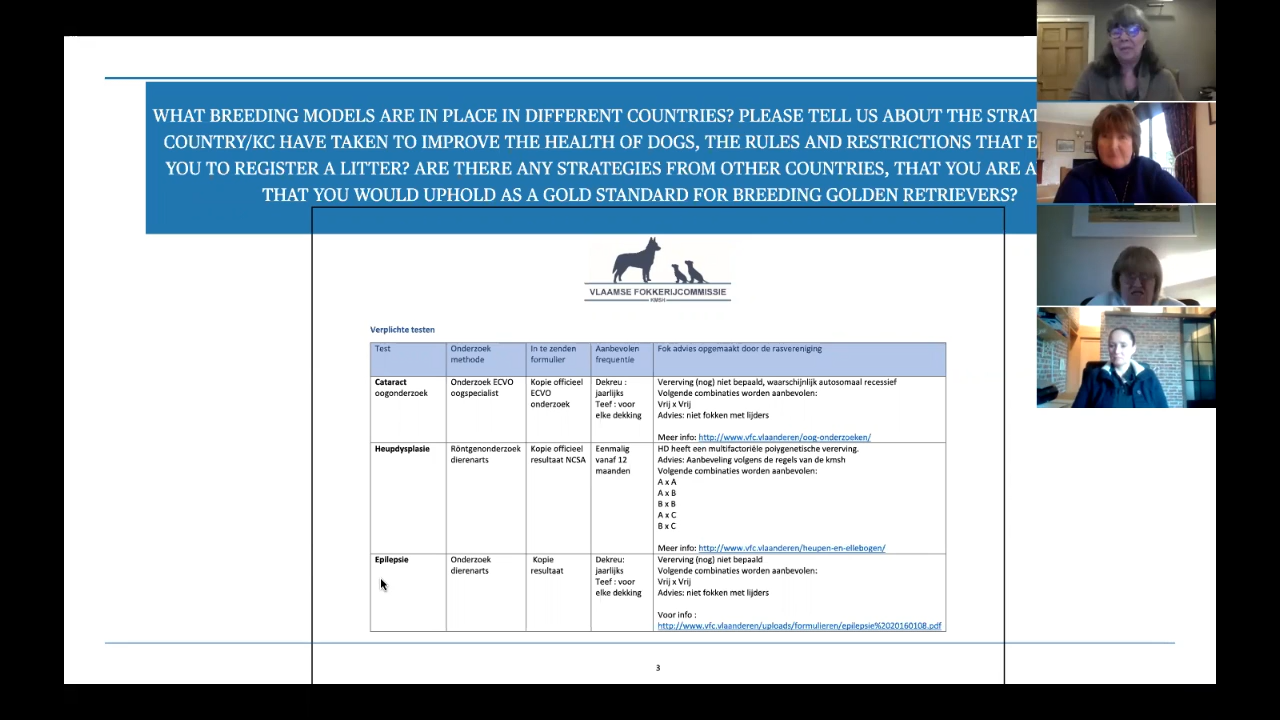 WHAT BREEDING MODELS ARE IN PLACE IN DIFFERENT COUNTRIES? PLEASE TELL US ABOUT THE
COUNTRY/KC HAVE TAKEN TO IMPROVE THE HEALTH OF DOGS, THE RULES AND RESTRICTIONS THAT
YOU TO REGISTER A LITTER? ARE THERE ANY STRATEGIES FROM OTHER COUNTRIES, THAT YOU ARE
THAT YOU WOULD UPHOLD AS A GOLD STANDARD FOR BREEDING GOLDEN RETRIEVERS?
VLAAMSE FOKKERIJCOMMISSIE
KMSH
Verplichte testen
Test
Onderzoek
methode
In te zenden
formulier
Aanbevolen
frequentie
Fok advies opgemaakt door de rasvereniging
Cataract
oogonderzoek
Onderzoek ECVO
oogspecialist
Kopie officieel
ECVO
onderzoek
Dekreu :
jaarlijks
Teef : voor
elke dekking
Vererving (nog) niet bepaald, waarschijnlijk autosomaal recessief
Volgende combinaties worden aanbevolen:
Vrij x Vrij
Advies: niet fokken met lijders
Meer info: http://www.vfc.vlaanderen/oog-onderzoeken/
Heupdysplasie
Röntgenonderzoek
dierenarts
Kopie officieel
resultaat NCSA
Eenmalig
vanaf 12
maanden
HD heeft een multifactoriële polygenetische vererving.
Advies: Aanbeveling volgens de regels van de kmsh
Volgende combinaties worden aanbevolen:
A x A
A x B
B x B
A x C
B x C
Meer info: http://www.vfc.vlaanderen/heupen-en-ellebogen/
Epilepsie
Onderzoek
dierenarts
Kopie
resultaat
Dekreu:
jaarlijks
Teef : voor
elke dekking
Vererving (nog) niet bepaald
Volgende combinaties worden aanbevolen:
Vrij x Vrij
Advies: niet fokken met lijders
Voor info :
http://www.vfc.vlaanderen/uploads/formulieren/epilepsie%2020160108.pdf
3